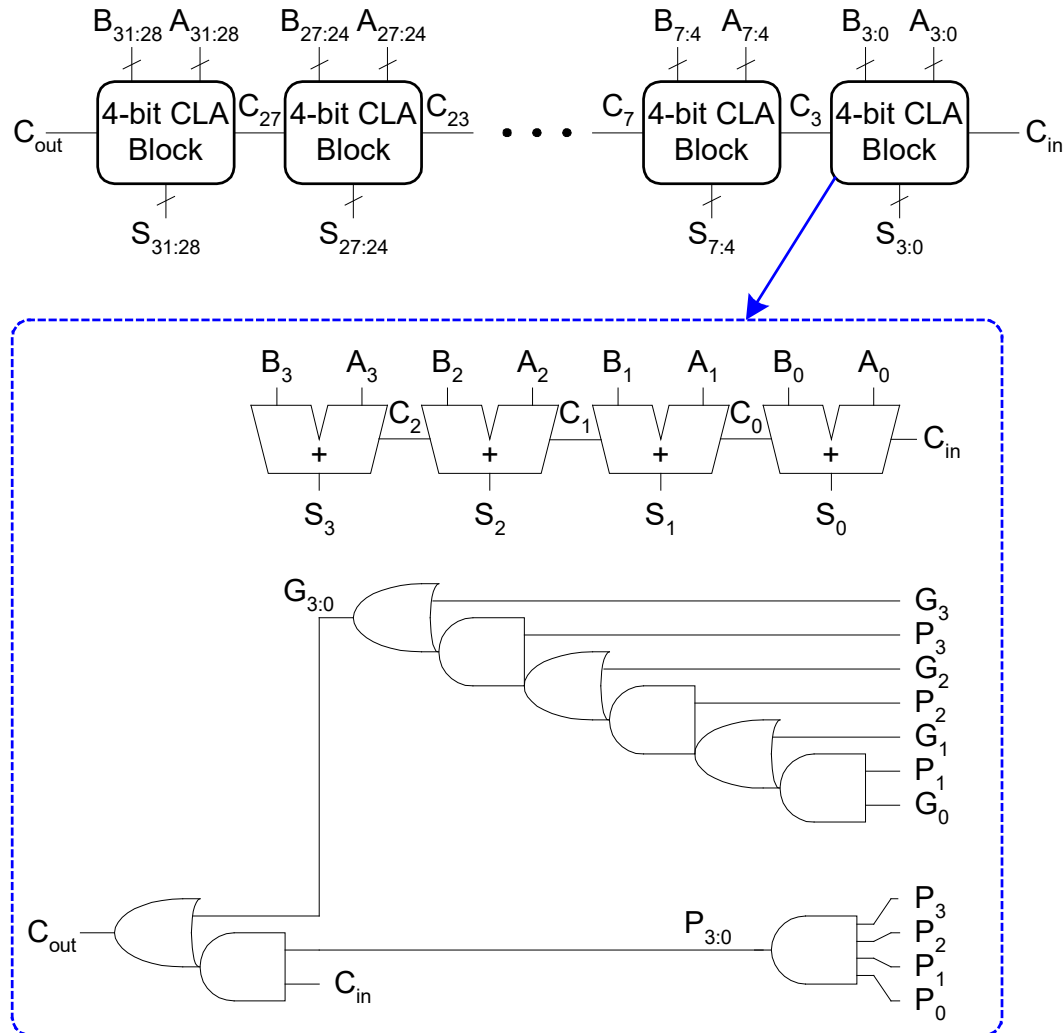 B31:28 A31:28 B27:24 A27:24 B7:4 A7:4 B3:0 A3:0
Cout 4-bit CLA Block C27 4-bit CLA Block C23 • • • C7 4-bit CLA Block C3 4-bit CLA Block Cin
S31:28 S27:24 S7:4 S3:0
B3 A3 B2 A2 B1 A1 B0 A0
C2 C1 C0 Cin
+ + + +
S3 S2 S1 S0
G3:0 G3
P3
G2
P2
G1
P1
G0
P3
Cout P3:0 P2
P1
Cin P0